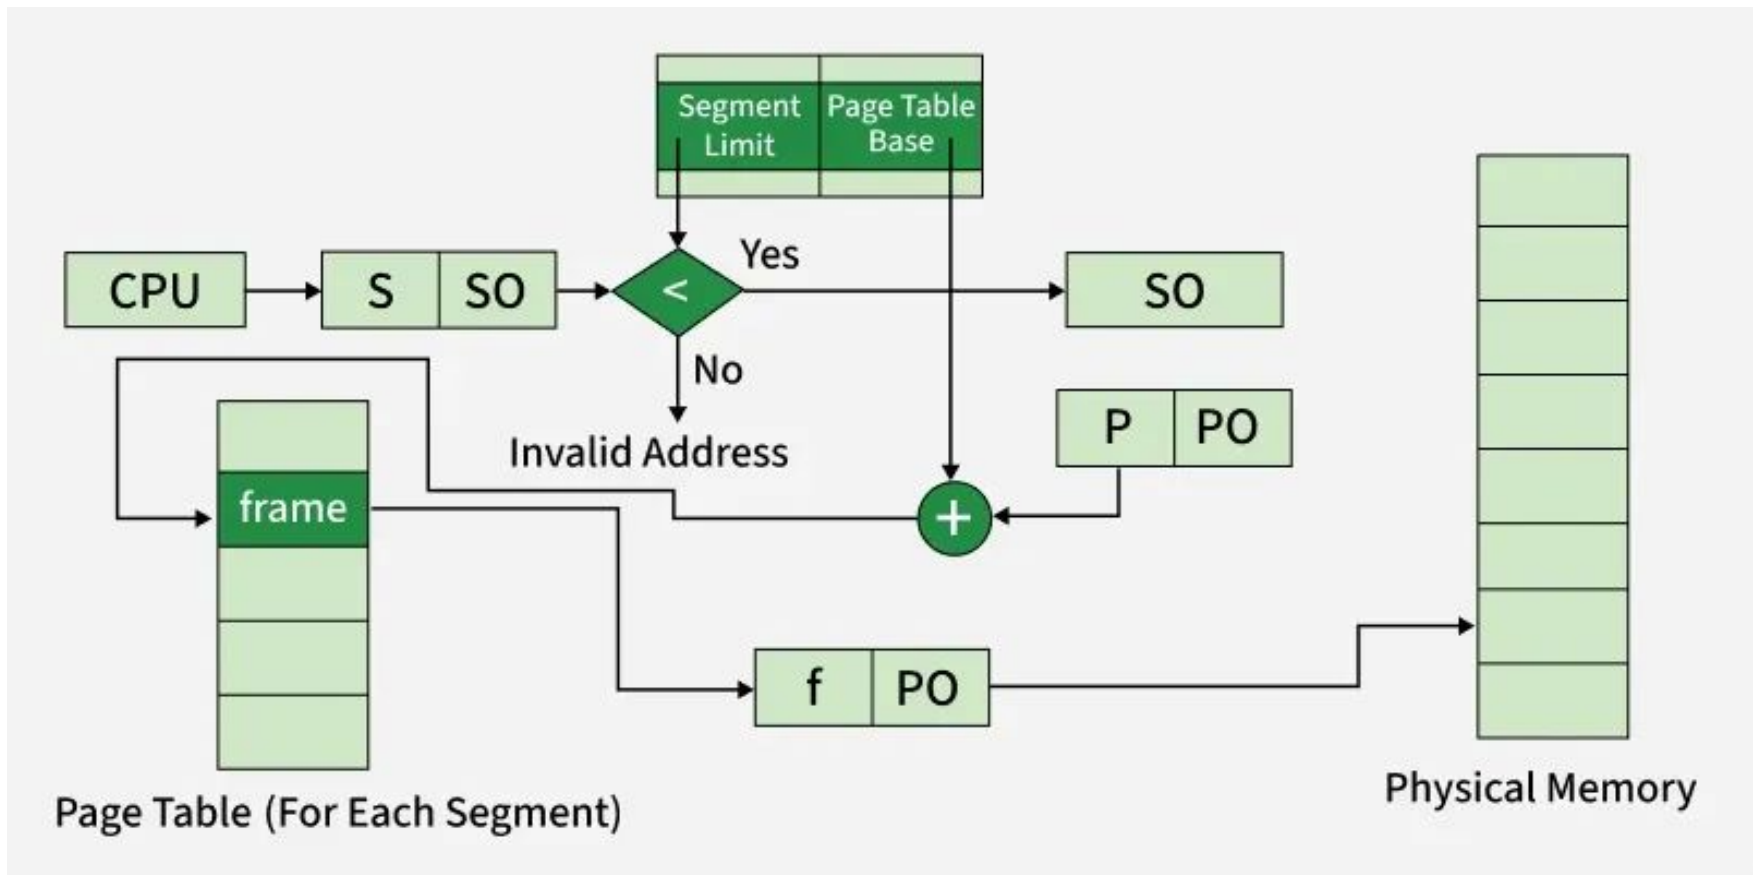 Segment
Limit
Page Table
Base
CPU
S
SO
<
Yes
SO
No
Invalid Address
P
PO
frame
+
f
PO
Page Table (For Each Segment)
Physical Memory